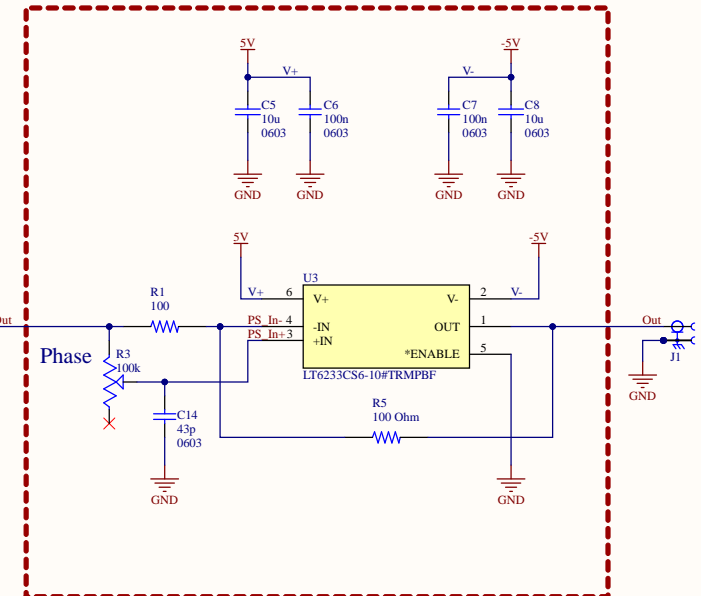 5V
V+
C5
10u
0603
C6
100n
0603
GND
GND
-5V
V-
C7
100n
0603
C8
10u
0603
GND
GND
5V
-5V
U3
V+ 6 V+
V- 2 V-
R1
100
ut
PS_In- 4 -IN
OUT 1
Out
PS_In+ 3 +IN
*ENABLE 5
LT6233CS6-10#TRMPBF
J1
GND
Phase
R3
100k
C14
43p
0603
GND
R5
100 Ohm
GND